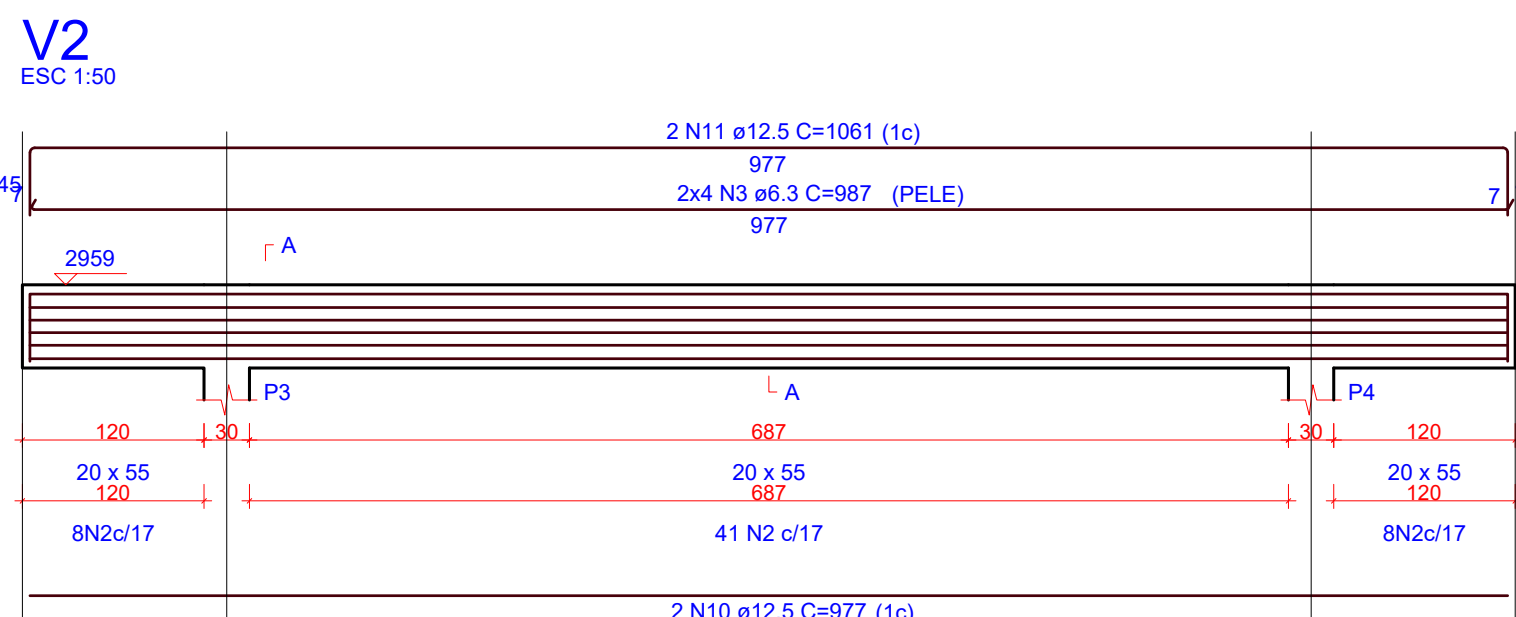 V2
ESC 1:50
2 N11 ø12.5 C=1061 (1c)
977
45
7
2x4 N3 ø6.3 C=987 (PELE)
7
977
A
2959
P3
A
P4
120
30
687
30
120
20 x 55
20 x 55
20 x 55
120
687
120
8N2c/17
41 N2 c/17
8N2c/17
2 N10 ø12.5 C=977 (1c)